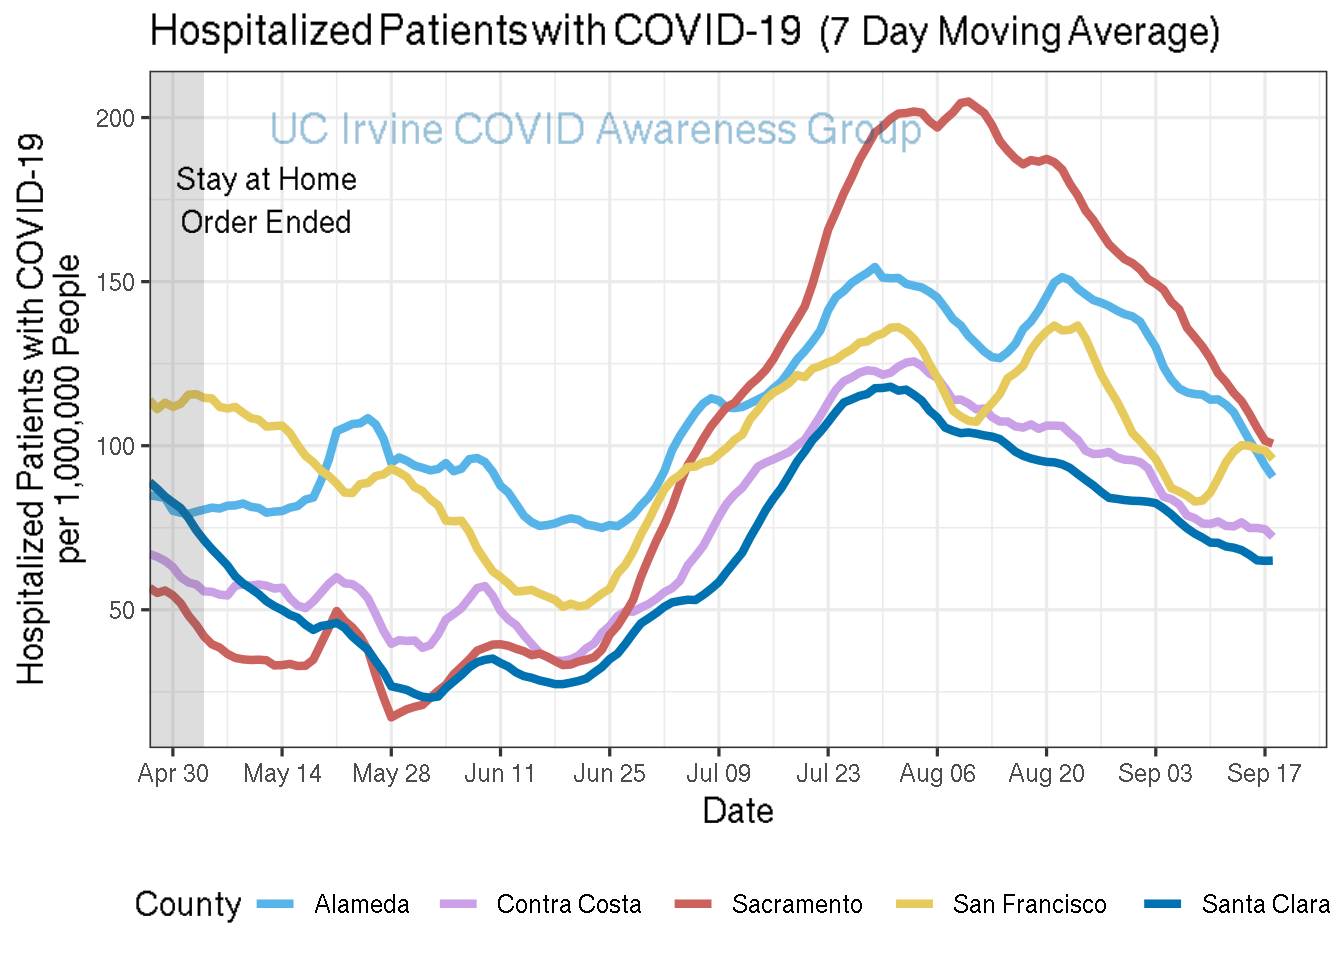 Hospitalized Patients with COVID-19 (7 Day Moving Average)
UC Irvine COVID Awareness Group
Stay at Home
Order Ended
Hospitalized Patients with COVID-19
per 1,000,000 People
200
150
100
50
Apr 30 May 14 May 28 Jun 11 Jun 25 Jul 09 Jul 23 Aug 06 Aug 20 Sep 03 Sep 17
Date
County Alameda Contra Costa Sacramento San Francisco Santa Clara